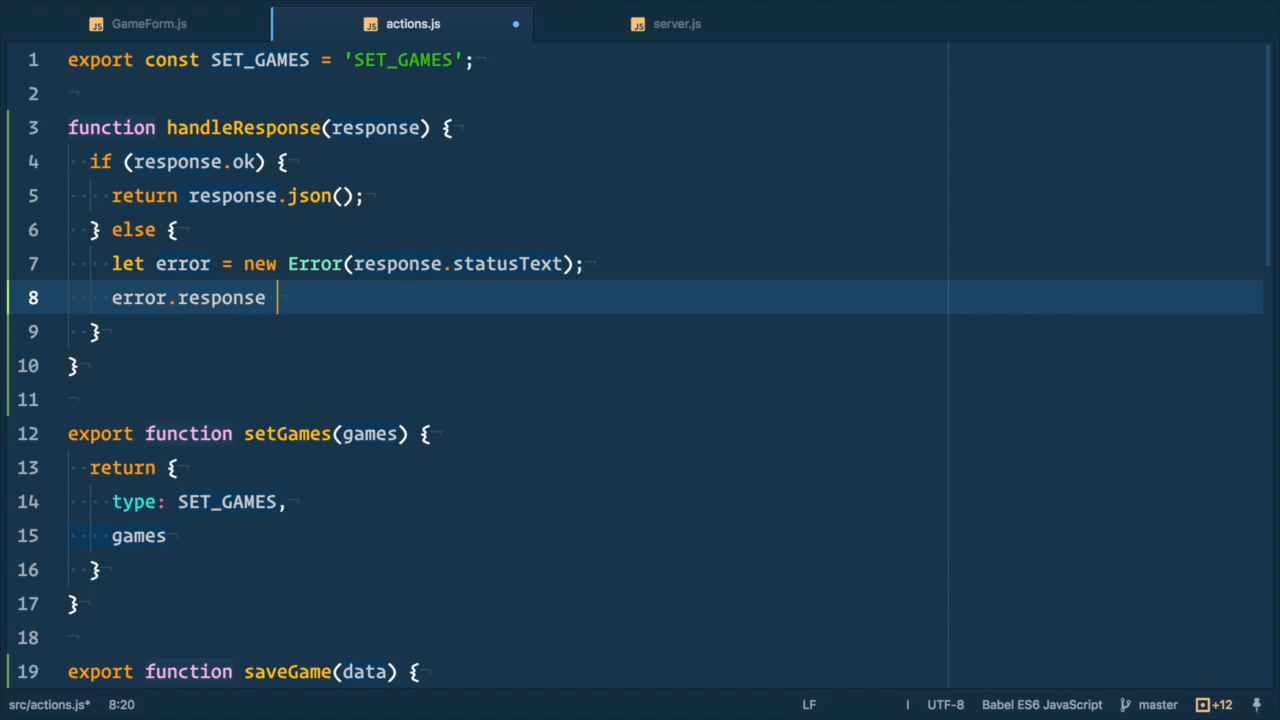 JS GameForm.js JS actions.js JS server.js
1 export const SET_GAMES = 'SET_GAMES';
2
3 function handleResponse(response) {
4 if (response.ok) {
5 return response.json();
6 } else {
7 let error = new Error(response.statusText);
8 error.response
9 }
10 }
11
12 export function setGames(games) {
13 return {
14 type: SET_GAMES,
15 games
16 }
17 }
18
19 export function saveGame(data) {
src/actions.js* 8:20 LF I UTF-8 Babel ES6 JavaScript master +12